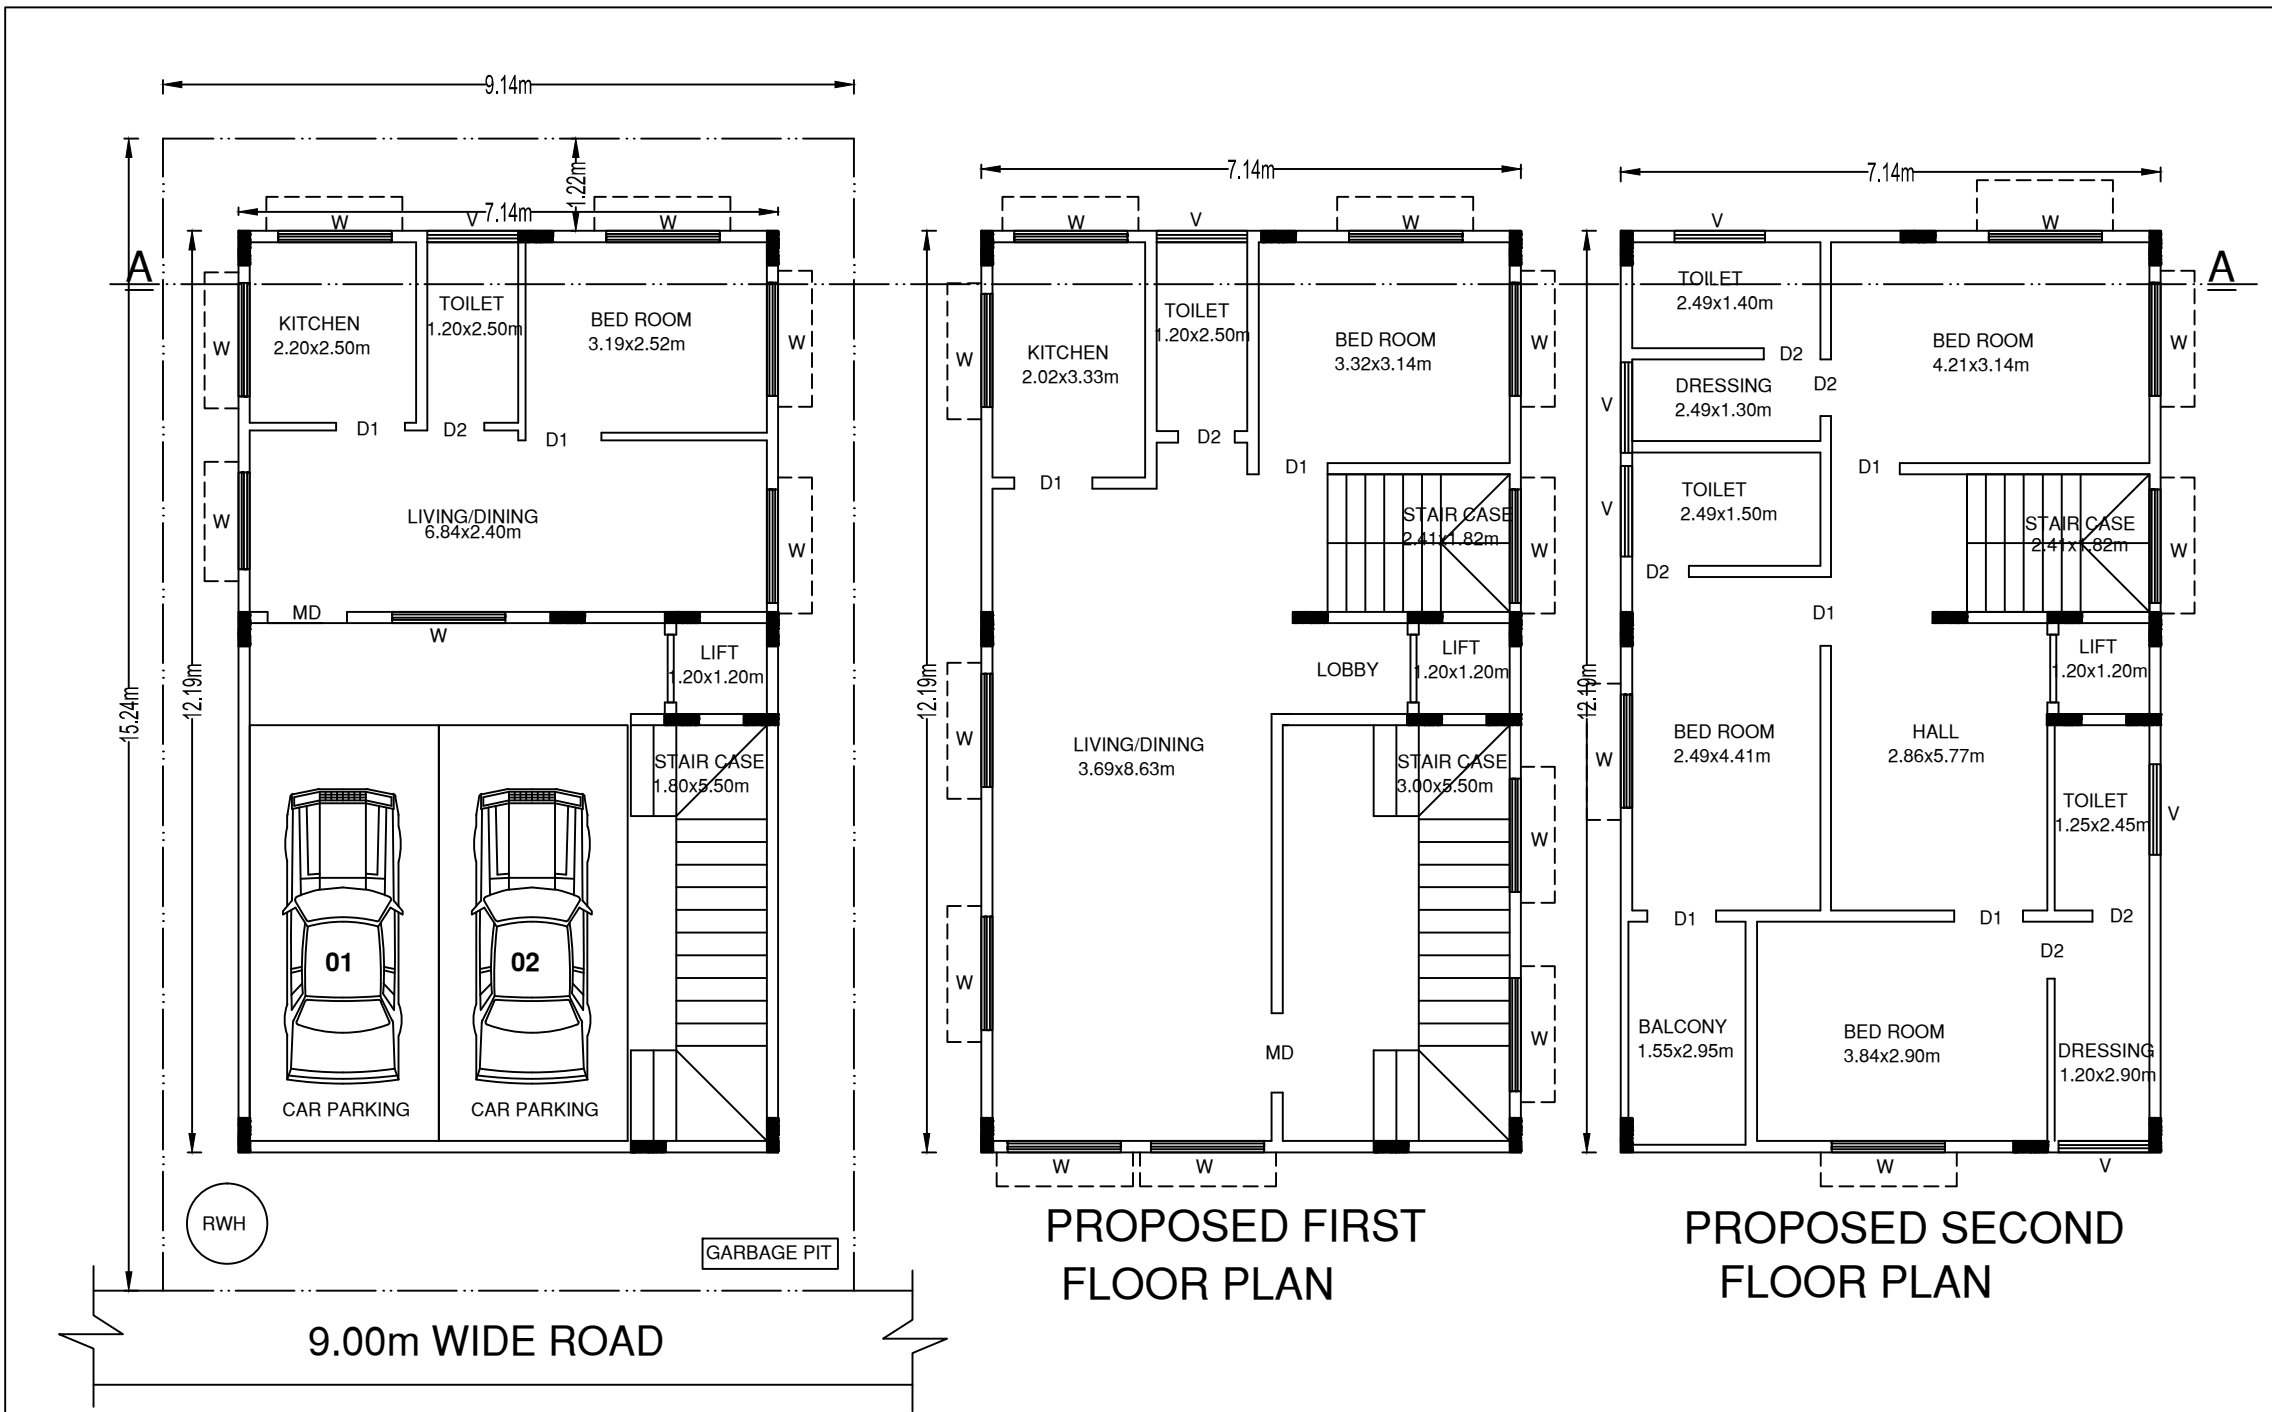 9.14m
1.22m
7.14m
W
V
W
A
W
W
KITCHEN
2.20x2.50m
TOILET
1.20x2.50m
BED ROOM
3.19x2.52m
D1
D2
D1
W
W
LIVING/DINING
6.84x2.40m
MD
W
LIFT
1.20x1.20m
15.24m
12.19m
STAIR CASE
1.80x5.50m
01
02
CAR PARKING
CAR PARKING
RWH
GARBAGE PIT
9.00m WIDE ROAD
7.14m
W
V
W
W
W
KITCHEN
2.02x3.33m
TOILET
1.20x2.50m
BED ROOM
3.32x3.14m
D2
D1
D1
STAIR CASE
2.41x1.82m
W
LOBBY
LIFT
1.20x1.20m
12.19m
W
LIVING/DINING
3.69x8.63m
STAIR CASE
3.00x5.50m
W
W
W
MD
W
W
PROPOSED FIRST
FLOOR PLAN
7.14m
V
W
A
TOILET
2.49x1.40m
D2
BED ROOM
4.21x3.14m
W
DRESSING
2.49x1.30m
D2
V
D1
TOILET
2.49x1.50m
V
STAIR CASE
2.41x1.82m
W
D2
D1
LIFT
1.20x1.20m
12.19m
W
BED ROOM
2.49x4.41m
HALL
2.86x5.77m
TOILET
1.25x2.45m
V
D1
D1
D2
D2
BALCONY
1.55x2.95m
BED ROOM
3.84x2.90m
DRESSING
1.20x2.90m
W
V
PROPOSED SECOND
FLOOR PLAN